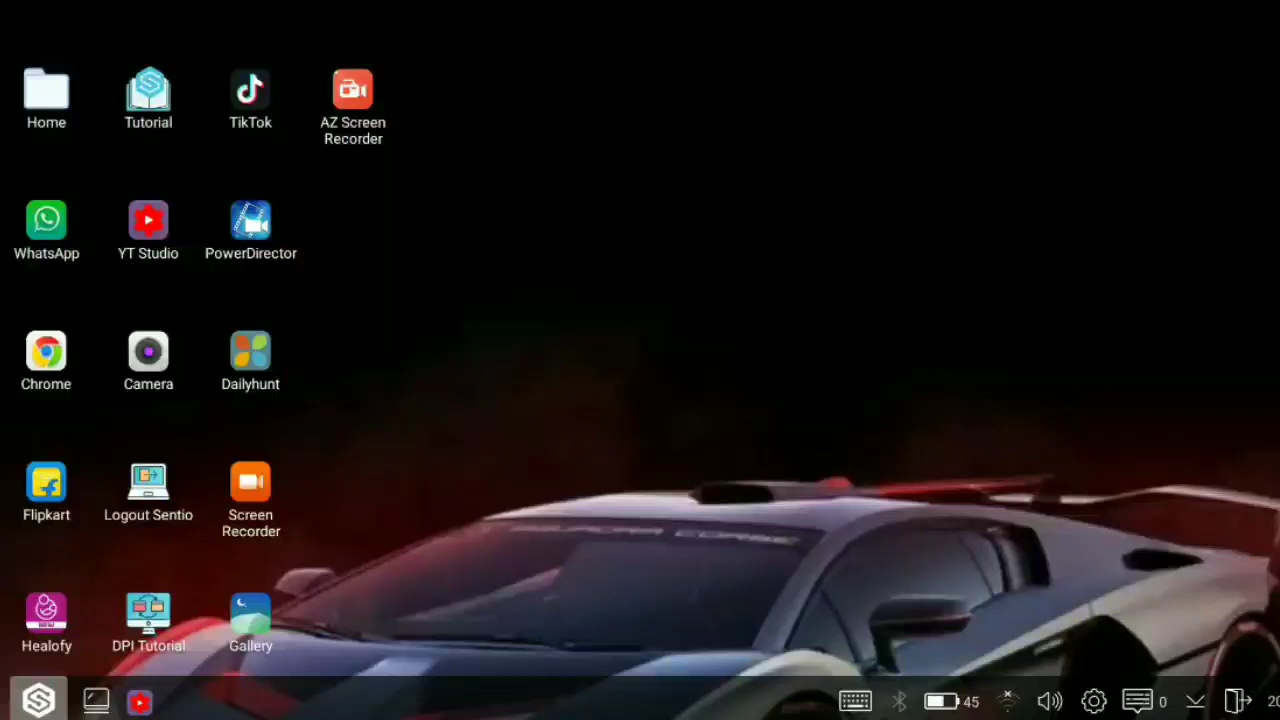 Home
Tutorial
TikTok
AZ Screen
Recorder
WhatsApp
YT Studio
PowerDirector
Chrome
Camera
Dailyhunt
Flipkart
Logout Sentio
Screen
Recorder
Healofy
DPI Tutorial
Gallery
45
0